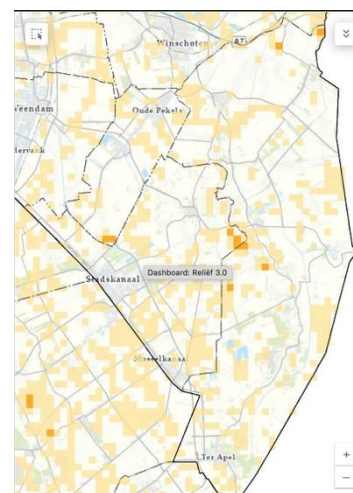 Winschoten
A7
Veendam
Oude Pekela
Dashboard: Reliëf 3.0
Stadskanaal
Musselkanaal
Ter Apel
+
−